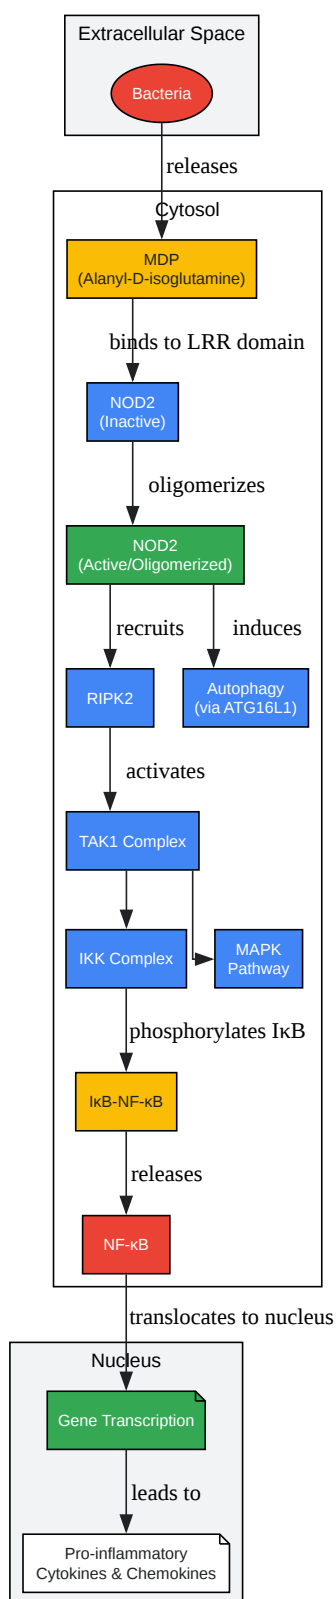 Extracellular Space
Bacteria
releases
Cytosol
MDP
(Alanyl-D-isoglutamine)
binds to LRR domain
NOD2
(Inactive)
oligomerizes
NOD2
(Active/Oligomerized)
recruits
induces
RIPK2
Autophagy
(via ATG16L1)
activates
TAK1 Complex
IKK Complex
MAPK
Pathway
phosphorylates IκB
IκB-NF-κB
releases
NF-κB
translocates to nucleus
Nucleus
Gene Transcription
leads to
Pro-inflammatory
Cytokines & Chemokines